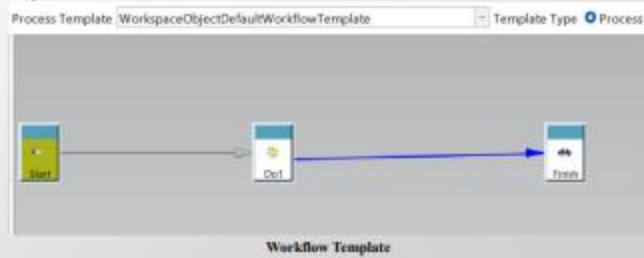 Process Template WorkspaceObjectDefaultWorkflowTemplate Template Type Process
Start Do1 Finish
Workflow Template